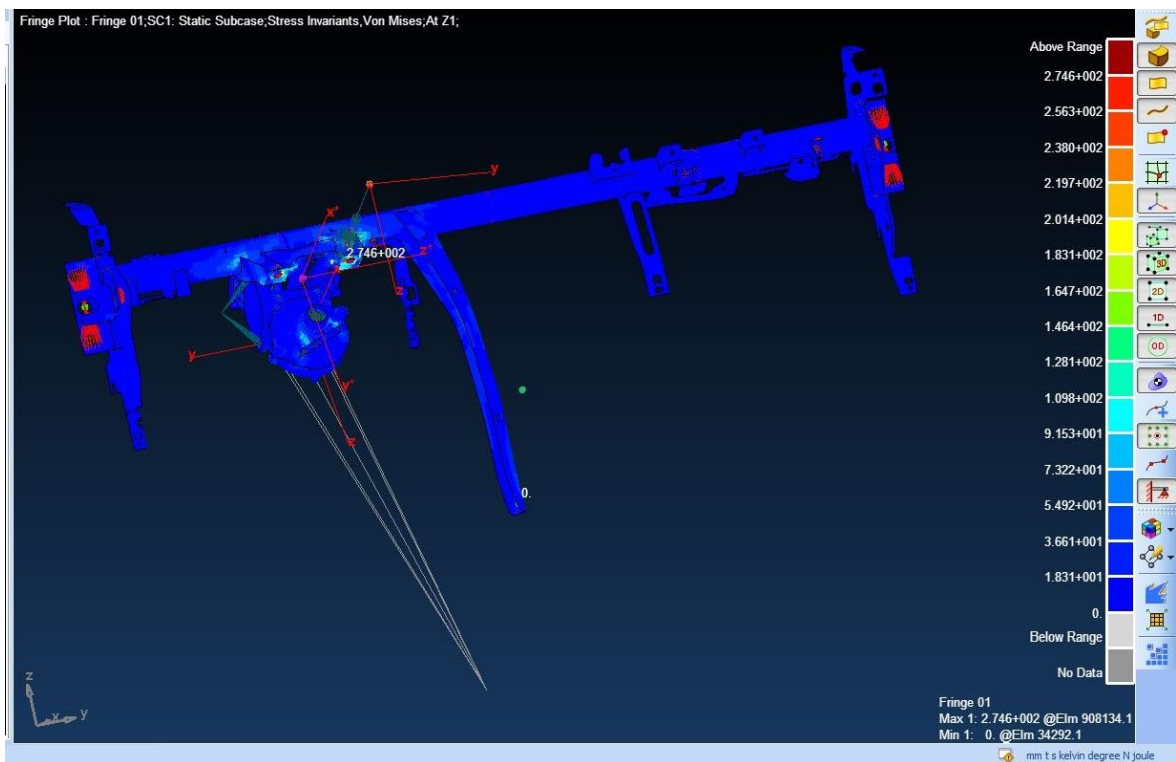 Fringe Plot : Fringe 01;SC1: Static Subcase;Stress Invariants,Von Mises;At Z1;
Above Range
2.746+002
2.563+002
2.380+002
2.197+002
2.014+002
1.831+002
1.647+002
1.464+002
1.281+002
1.098+002
9.153+001
7.322+001
5.492+001
3.661+001
1.831+001
0.
Below Range
No Data
y
x*
2.746+002
z*
z
y
y*
z
0.
z
x
y
3D
2D
1D
0D
Fringe 01
Max 1: 2.746+002 @Elm 908134.1
Min 1: 0. @Elm 34292.1
mm t s kelvin degree N joule